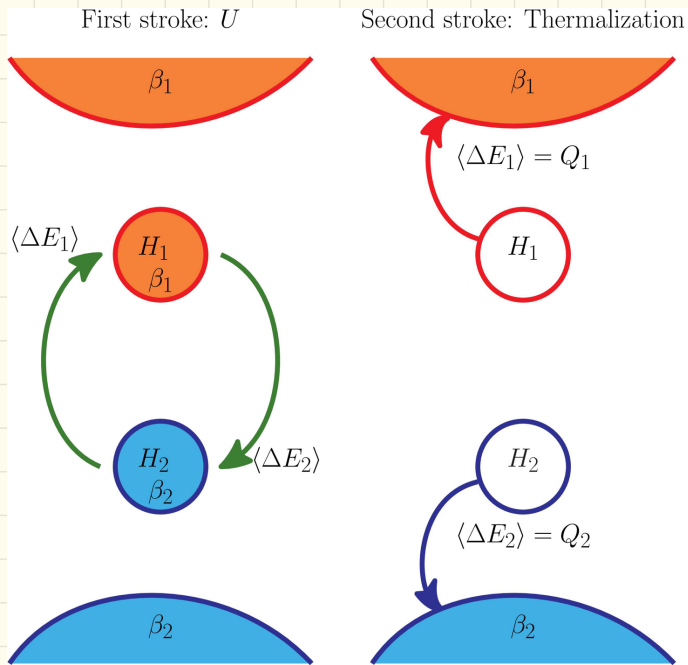 First stroke: U
Second stroke: Thermalization
β₁
β₁
⟨ΔE₁⟩ = Q₁
⟨ΔE₁⟩
H₁
β₁
H₁
H₂
β₂
⟨ΔE₂⟩
H₂
⟨ΔE₂⟩ = Q₂
β₂
β₂